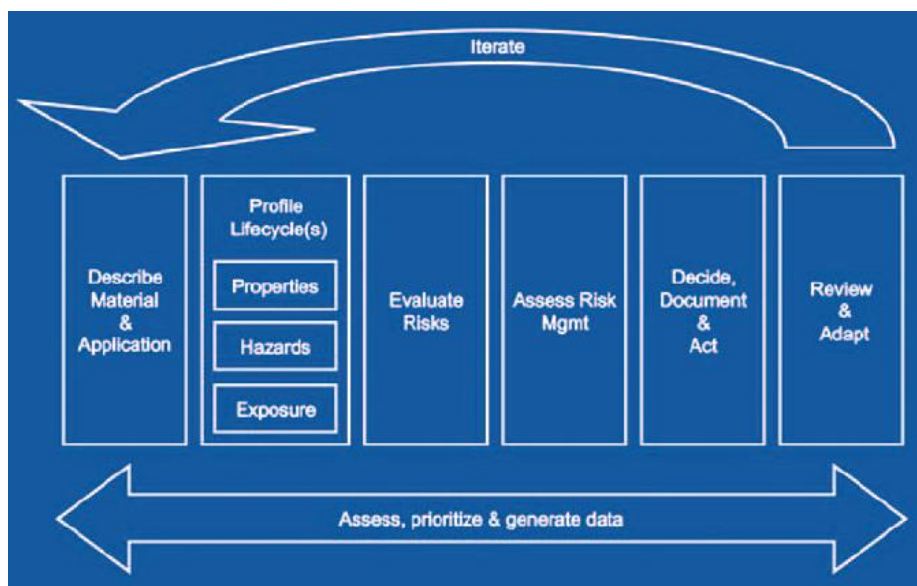 Iterate
Describe
Material
&
Application
Profile
Lifecycle(s)
Properties
Hazards
Exposure
Evaluate
Risks
Assess Risk
Mgmt
Decide,
Document
&
Act
Review
&
Adapt
Assess, prioritize & generate data